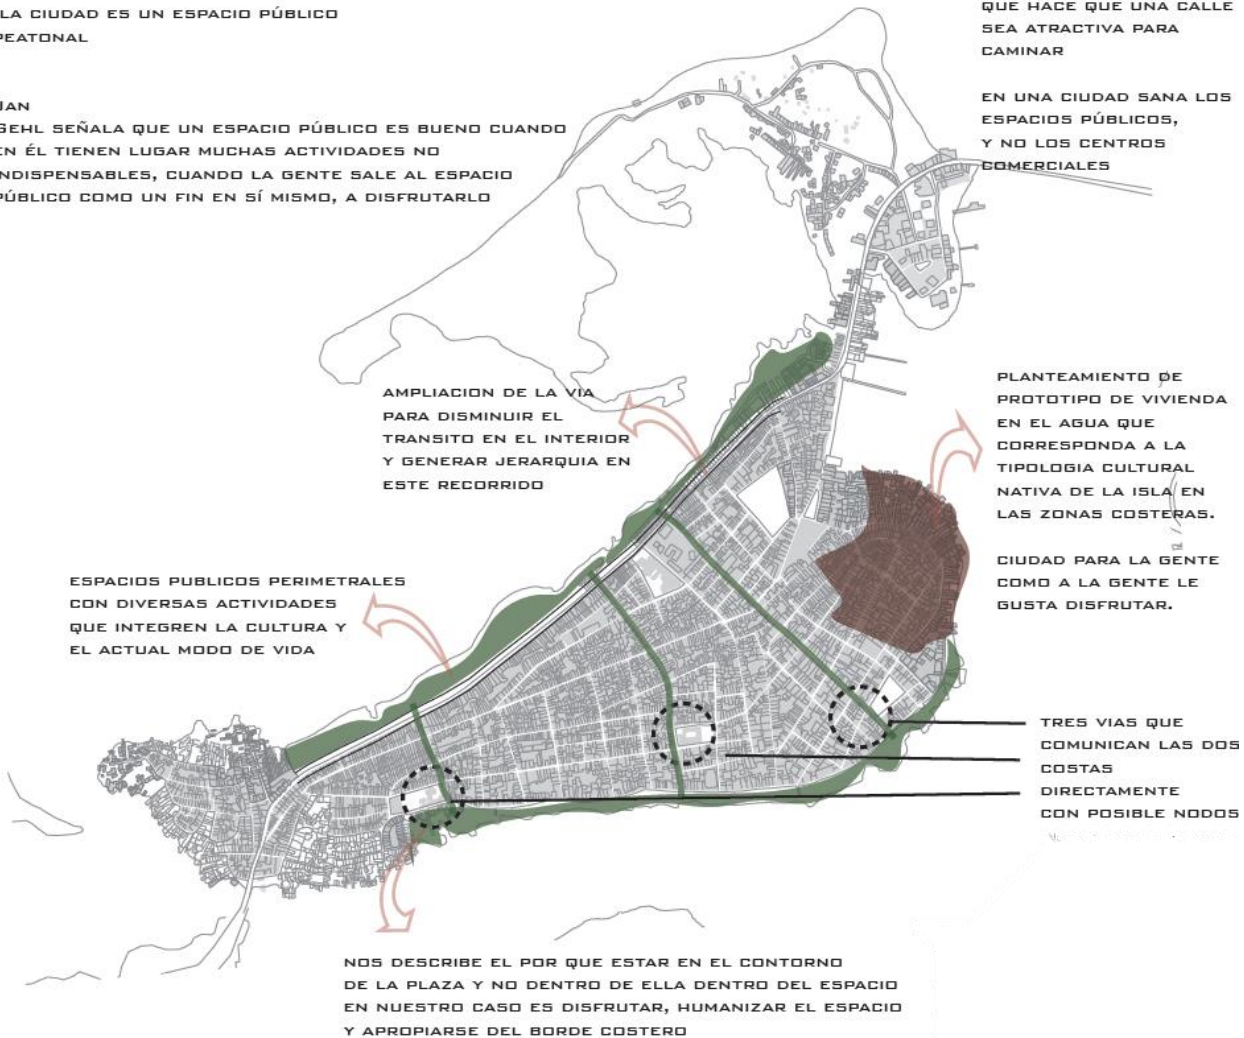 LA CIUDAD ES UN ESPACIO PÚBLICO
PEATONAL
JAN
GEHL SEÑALA QUE UN ESPACIO PÚBLICO ES BUENO CUANDO
EN ÉL TIENEN LUGAR MUCHAS ACTIVIDADES NO
INDISPENSABLES, CUANDO LA GENTE SALE AL ESPACIO
PÚBLICO COMO UN FIN EN SÍ MISMO, A DISFRUTARLO
QUE HACE QUE UNA CALLE
SEA ATRACTIVA PARA
CAMINAR
EN UNA CIUDAD SANA LOS
ESPACIOS PÚBLICOS,
Y NO LOS CENTROS
COMERCIALES
AMPLIACION DE LA VIA
PARA DISMINUIR EL
TRANSITO EN EL INTERIOR
Y GENERAR JERARQUIA EN
ESTE RECORRIDO
PLANTEAMIENTO DE
PROTOTIPO DE VIVIENDA
EN EL AGUA QUE
CORRESPONDA A LA
TIPOLOGIA CULTURAL
NATIVA DE LA ISLA EN
LAS ZONAS COSTERAS.
CIUDAD PARA LA GENTE
COMO A LA GENTE LE
GUSTA DISFRUTAR.
ESPACIOS PUBLICOS PERIMETRALES
CON DIVERSAS ACTIVIDADES
QUE INTEGREN LA CULTURA Y
EL ACTUAL MODO DE VIDA
TRES VIAS QUE
COMUNICAN LAS DOS
COSTAS
DIRECTAMENTE
CON POSIBLE NODOS
NOS DESCRIBE EL POR QUE ESTAR EN EL CONTORNO
DE LA PLAZA Y NO DENTRO DE ELLA DENTRO DEL ESPACIO
EN NUESTRO CASO ES DISFRUTAR, HUMANIZAR EL ESPACIO
Y APROPIARSE DEL BORDE COSTERO